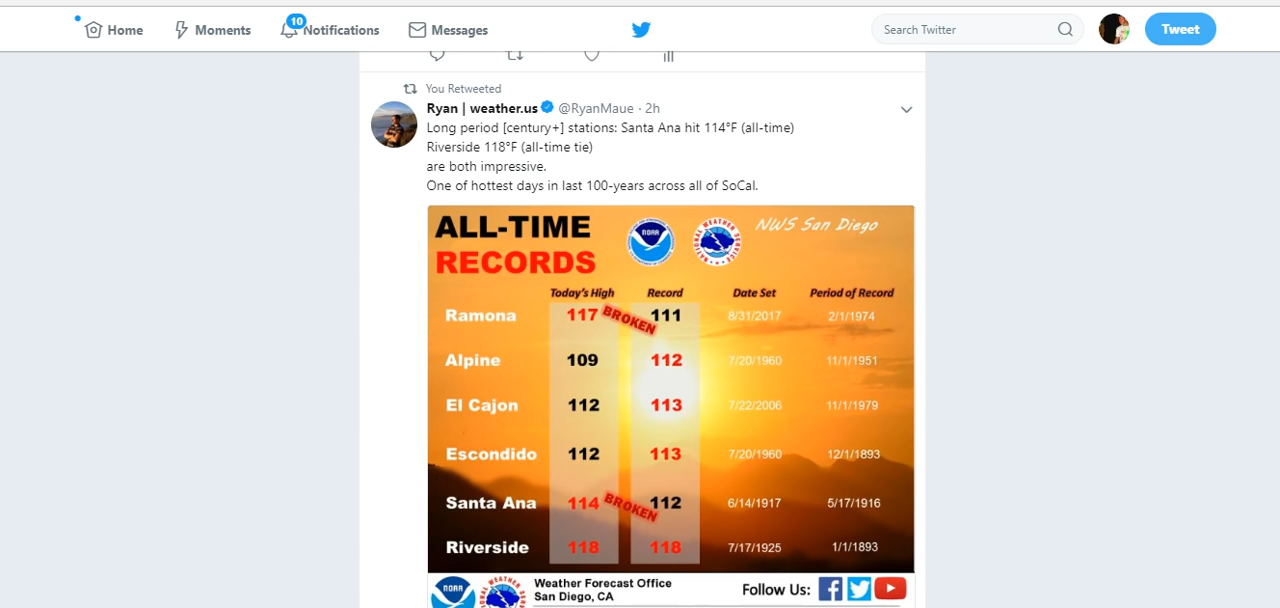 Home Moments 10 Notifications Messages Search Twitter Tweet
You Retweeted
Ryan | weather.us @RyanMaue · 2h
Long period [century+] stations: Santa Ana hit 114°F (all-time)
Riverside 118°F (all-time tie)
are both impressive.
One of hottest days in last 100-years across all of SoCal.
ALL-TIME
RECORDS
NOAA
NATIONAL WEATHER SERVICE
NWS San Diego
Today's High Record Date Set Period of Record
Ramona 117 BROKEN 111 8/31/2017 2/1/1974
Alpine 109 112 7/20/1960 11/1/1951
El Cajon 112 113 7/22/2006 11/1/1979
Escondido 112 113 7/20/1960 12/1/1893
Santa Ana 114 BROKEN 112 6/14/1917 5/17/1916
Riverside 118 118 7/17/1925 1/1/1893
NOAA
Weather Forecast Office
San Diego, CA
Follow Us: